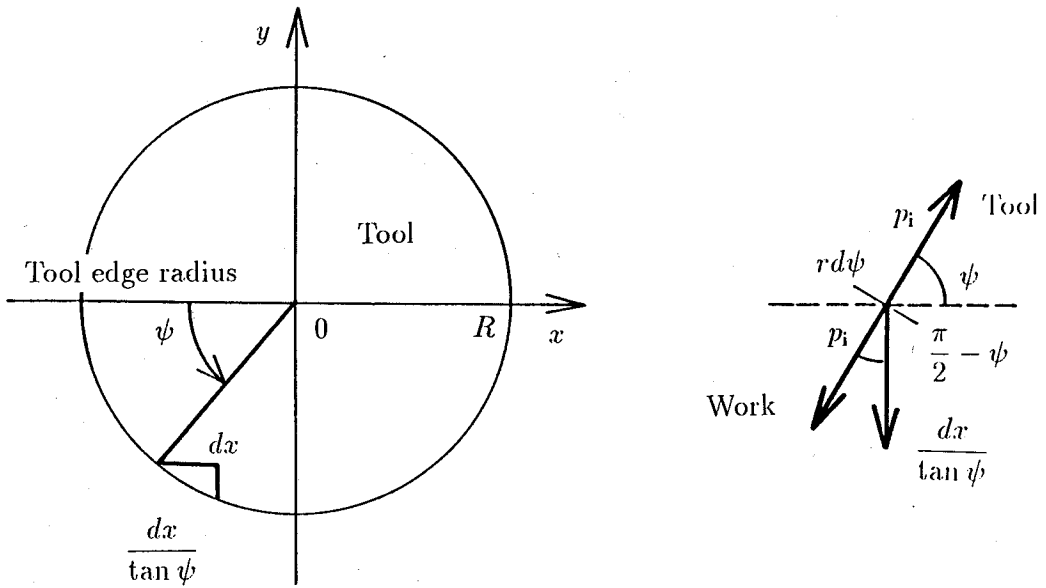 y
Tool
Tool edge radius
ψ
0
R
x
dx
dx
tan ψ
p_i
Tool
rdψ
ψ
p_i
π/2 − ψ
Work
dx
tan ψ